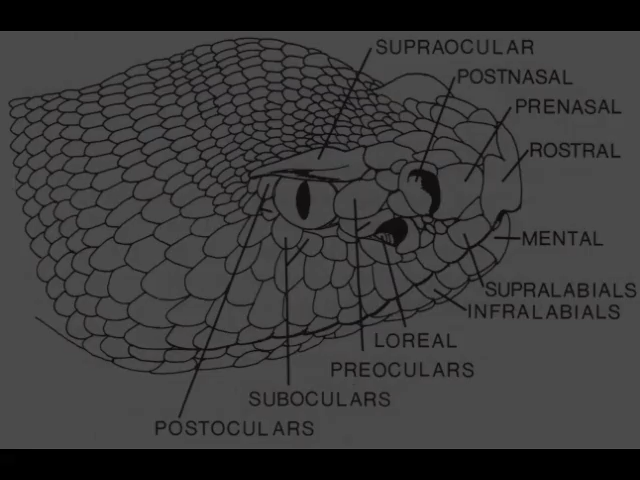 SUPRAOCULAR
POSTNASAL
PRENASAL
ROSTRAL
MENTAL
SUPRALABIALS
INFRALABIALS
LOREAL
PREOCULARS
SUBOCULARS
POSTOCULARS